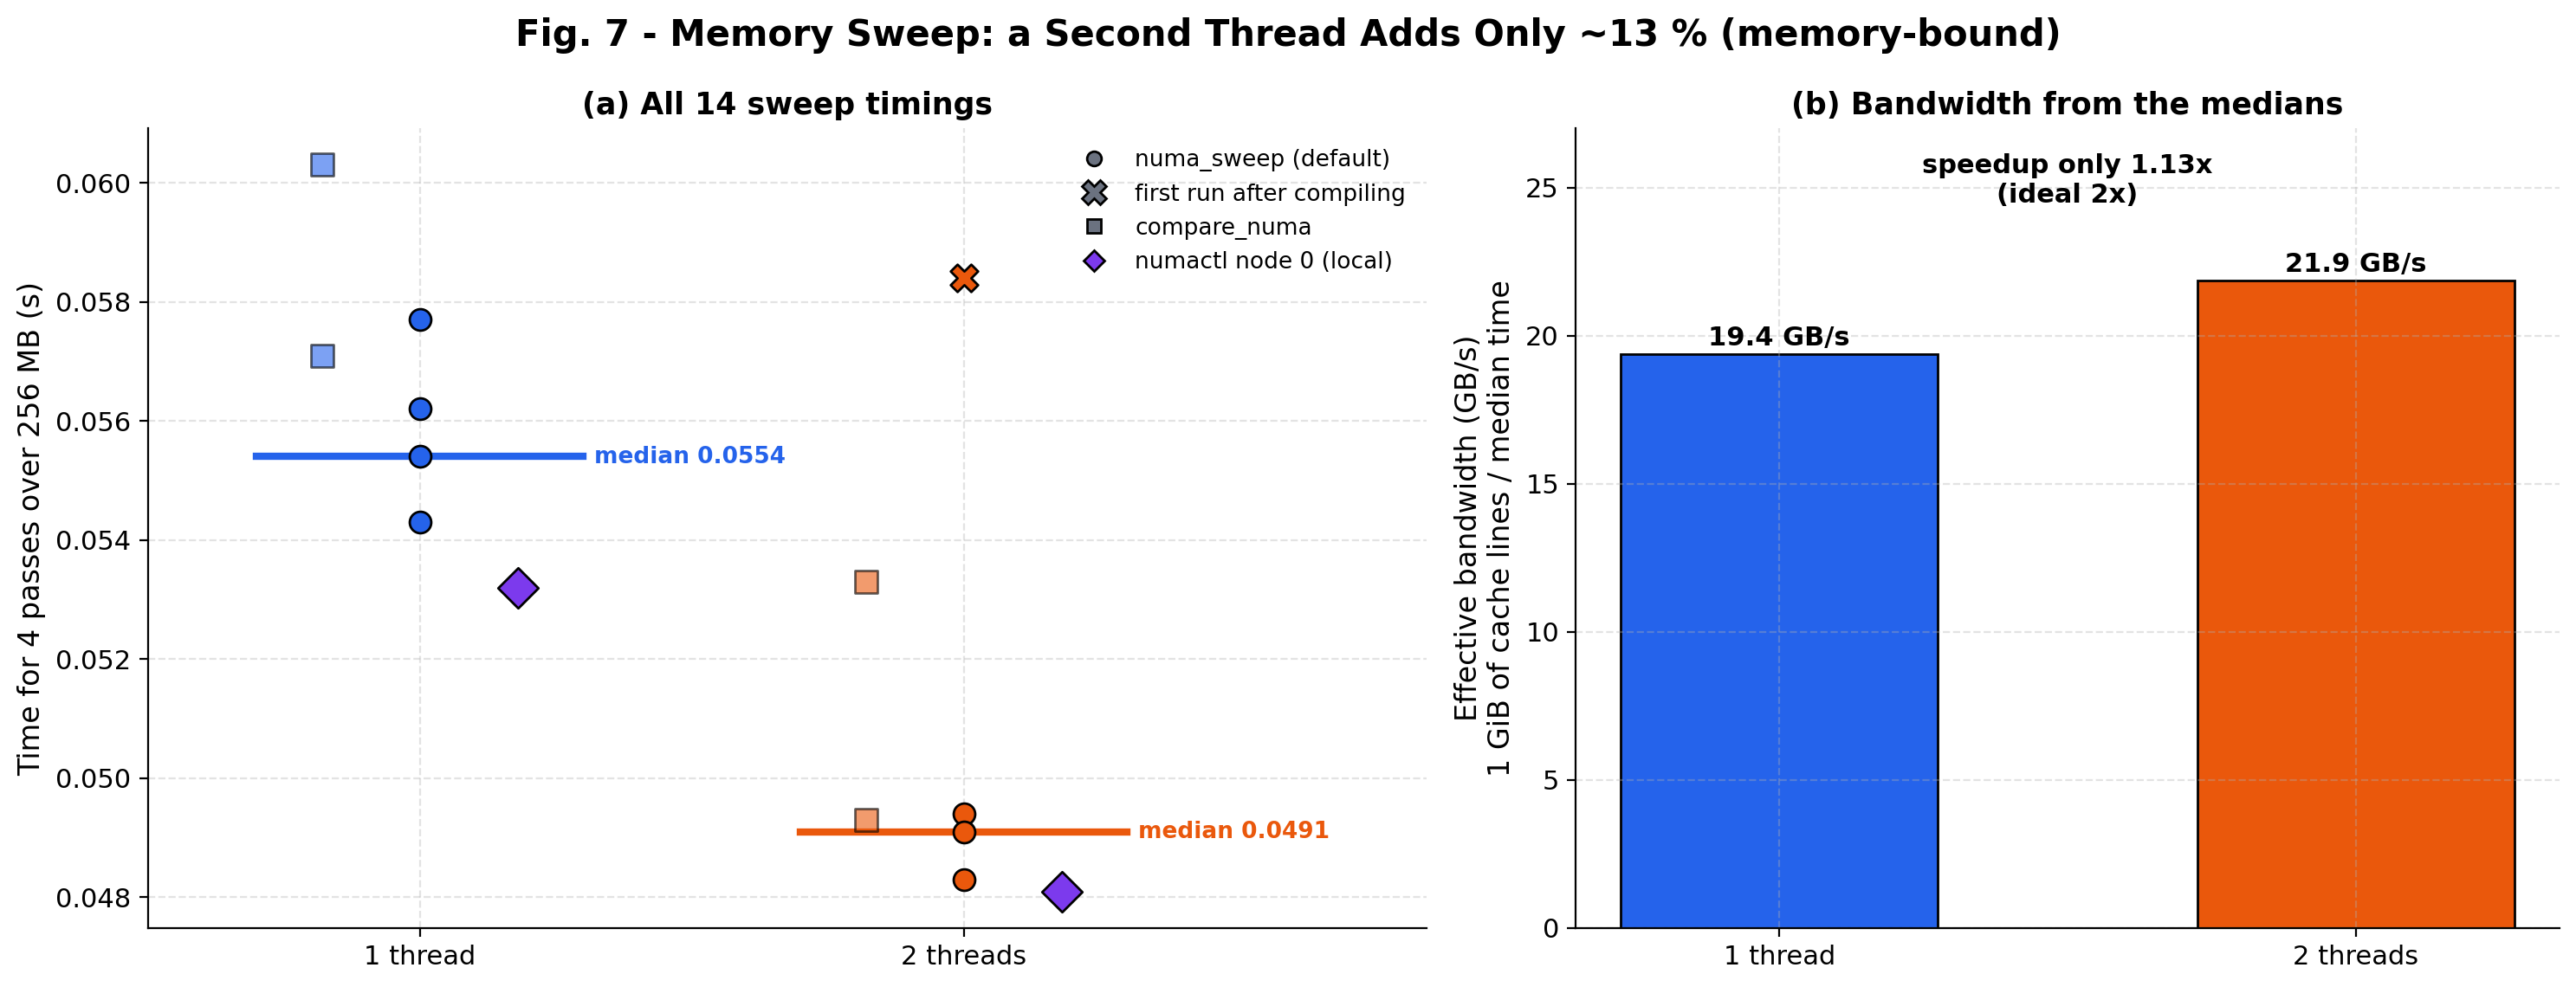 Fig. 7 - Memory Sweep: a Second Thread Adds Only ~13 % (memory-bound)
(a) All 14 sweep timings
Time for 4 passes over 256 MB (s)
0.060
0.058
0.056
0.054
0.052
0.050
0.048
numa_sweep (default)
first run after compiling
compare_numa
numactl node 0 (local)
median 0.0554
median 0.0491
1 thread
2 threads
(b) Bandwidth from the medians
Effective bandwidth (GB/s)
1 GiB of cache lines / median time
25
20
15
10
5
0
speedup only 1.13x
(ideal 2x)
19.4 GB/s
21.9 GB/s
1 thread
2 threads